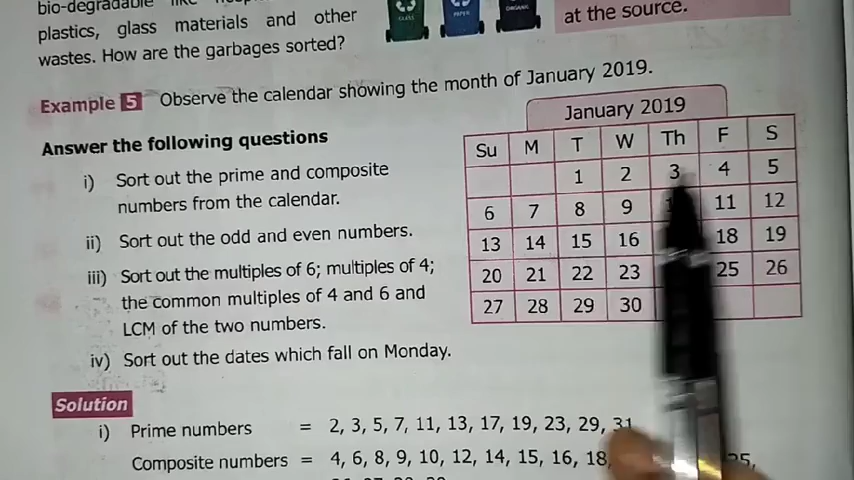 bio-degradable like
plastics, glass materials and other
wastes. How are the garbages sorted?
GLASS
PAPER
ORGANIC
at the source.
Example 5 Observe the calendar showing the month of January 2019.
Answer the following questions
i) Sort out the prime and composite
numbers from the calendar.
ii) Sort out the odd and even numbers.
iii) Sort out the multiples of 6; multiples of 4;
the common multiples of 4 and 6 and
LCM of the two numbers.
iv) Sort out the dates which fall on Monday.
January 2019
Su M T W Th F S
1 2 3 4 5
6 7 8 9 11 12
13 14 15 16 18 19
20 21 22 23 25 26
27 28 29 30
Solution
i) Prime numbers = 2, 3, 5, 7, 11, 13, 17, 19, 23, 29, 31
Composite numbers = 4, 6, 8, 9, 10, 12, 14, 15, 16, 18,